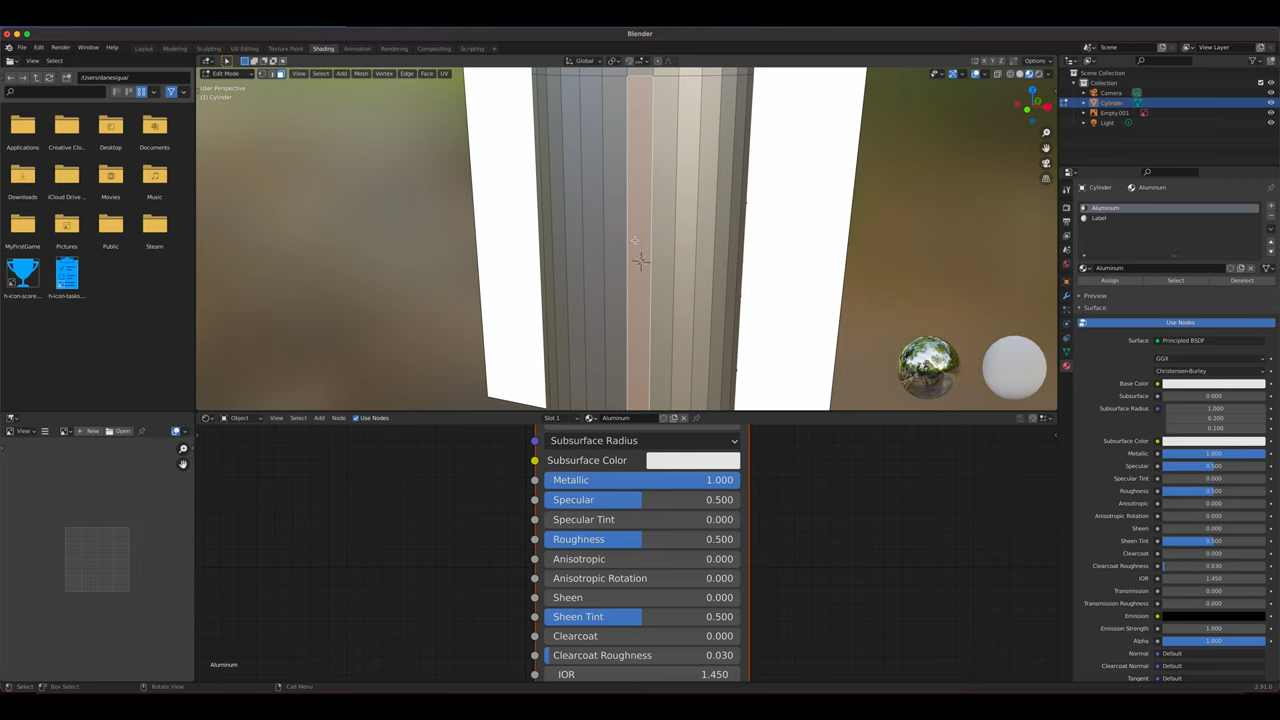 Blender
File Edit Render Window Help Layout Modeling Sculpting UV Editing Texture Paint Shading Animation Rendering Compositing Scripting Scene View Layer
View Select Global Options
/Users/danesigua/
Edit Mode View Select Add Mesh Vertex Edge Face UV
User Perspective
(1) Cylinder
Applications Creative Clo... Desktop Documents
Downloads iCloud Drive ... Movies Music
MyFirstGame Pictures Public Steam
h-icon-score... h-icon-tasks...
Scene Collection
Collection
Camera
Cylinder
Empty.001
Light
Cylinder Aluminum
Aluminum
Label
Aluminum
Assign Select Deselect
Preview
Surface
Use Nodes
Surface Principled BSDF
GGX
Christensen-Burley
Base Color
Subsurface 0.000
Subsurface Radius 1.000
0.200
0.100
Subsurface Color
Metallic 1.000
Specular 0.500
Specular Tint 0.000
Roughness 0.500
Anisotropic 0.000
Anisotropic Rotation 0.000
Sheen 0.000
Sheen Tint 0.500
Clearcoat 0.000
Clearcoat Roughness 0.030
IOR 1.450
Transmission 0.000
Transmission Roughness 0.000
Emission
Emission Strength 1.000
Alpha 1.000
Normal Default
Clearcoat Normal Default
Tangent Default
View New Open
Object View Select Add Node Use Nodes Slot 1 Aluminum
Subsurface Radius
Subsurface Color
Metallic 1.000
Specular 0.500
Specular Tint 0.000
Roughness 0.500
Anisotropic 0.000
Anisotropic Rotation 0.000
Sheen 0.000
Sheen Tint 0.500
Clearcoat 0.000
Clearcoat Roughness 0.030
IOR 1.450
Aluminum
Select Box Select Rotate View Call Menu 2.91.0